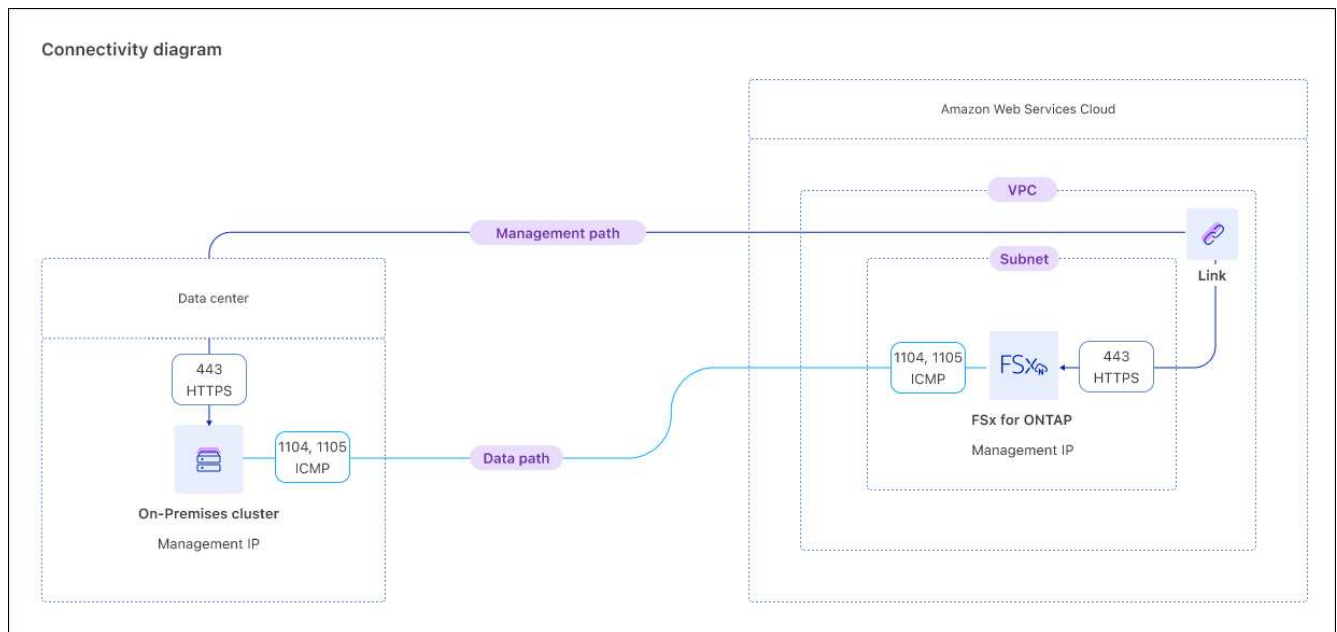 Connectivity diagram
Amazon Web Services Cloud
VPC
Management path
Link
Subnet
Data center
443
HTTPS
1104, 1105
ICMP
FSx
443
HTTPS
FSx for ONTAP
Management IP
1104, 1105
ICMP
Data path
On-Premises cluster
Management IP